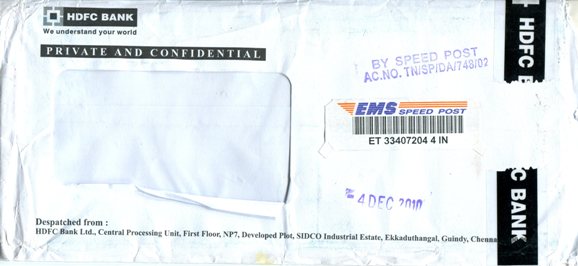 HDFC BANK
We understand your world
PRIVATE AND CONFIDENTIAL
BY SPEED POST
AC.NO. TN/SP/DA/748/02
EMS SPEED POST
ET 33407204 4 IN
4 DEC 2010
HDFC BANK
FC BANK
Despatched from :
HDFC Bank Ltd., Central Processing Unit, First Floor, NP7, Developed Plot, SIDCO Industrial Estate, Ekkaduthangal, Guindy, Chenna